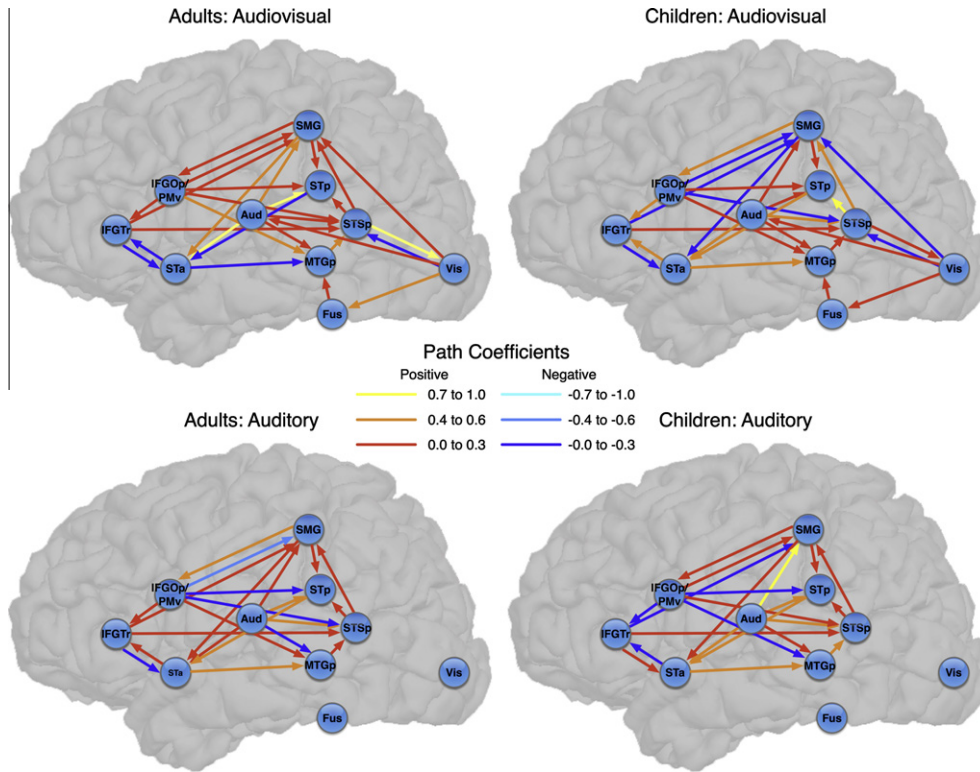 Adults: Audiovisual
Children: Audiovisual
SMG
IFGOp/
PMv
STp
Aud
STSp
IFGTr
STa
MTGp
Vis
Fus
SMG
IFGOp/
PMv
STp
Aud
STSp
IFGTr
STa
MTGp
Vis
Fus
Path Coefficients
Positive Negative
0.7 to 1.0 -0.7 to -1.0
0.4 to 0.6 -0.4 to -0.6
0.0 to 0.3 -0.0 to -0.3
Adults: Auditory
Children: Auditory
SMG
IFGOp/
PMv
STp
Aud
STSp
IFGTr
STa
MTGp
Vis
Fus
SMG
IFGOp/
PMv
STp
Aud
STSp
IFGTr
STa
MTGp
Vis
Fus